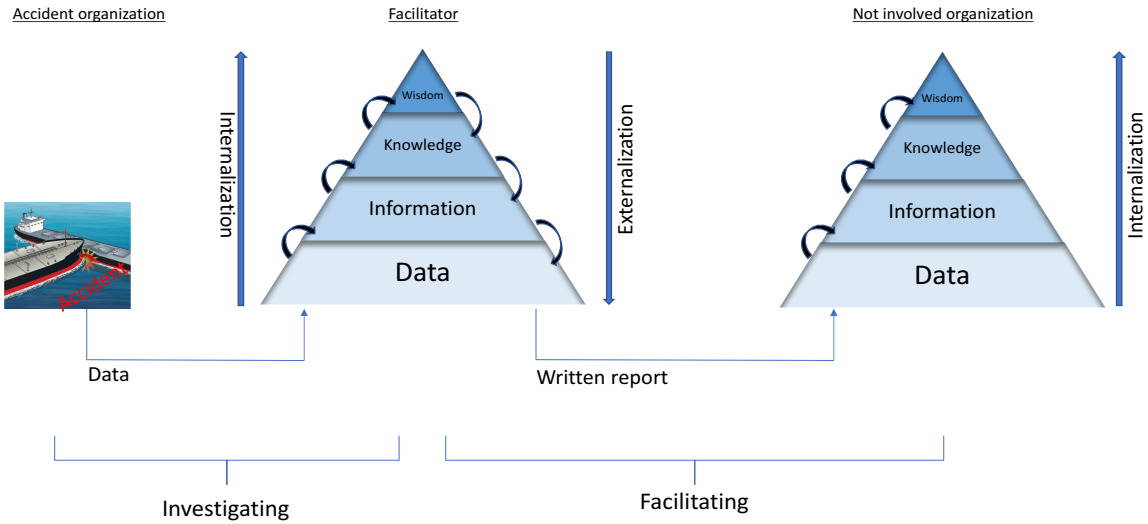 Accident organization
Facilitator
Not involved organization
Internalization
Wisdom
Knowledge
Information
Data
Externalization
Wisdom
Knowledge
Information
Data
Internalization
Accident
Data
Written report
Investigating
Facilitating